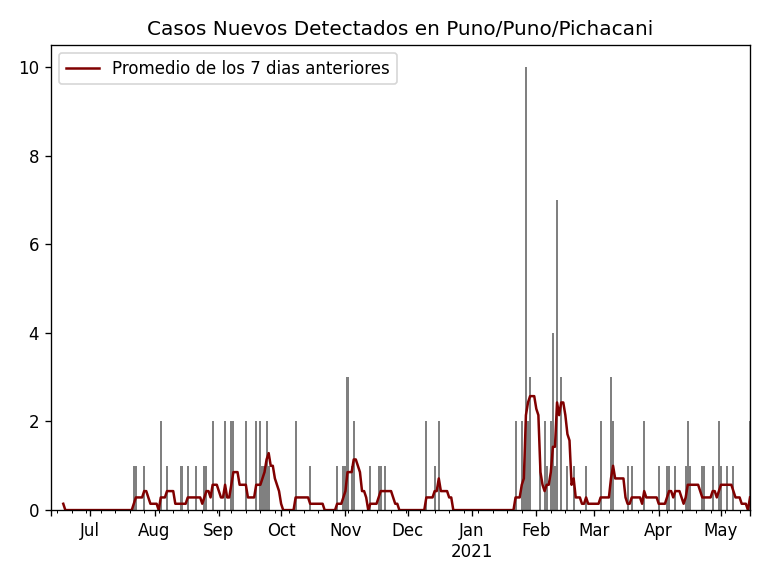 Casos Nuevos Detectados en Puno/Puno/Pichacani
Promedio de los 7 dias anteriores
10
8
6
4
2
0
Jul Aug Sep Oct Nov Dec Jan Feb Mar Apr May
2021